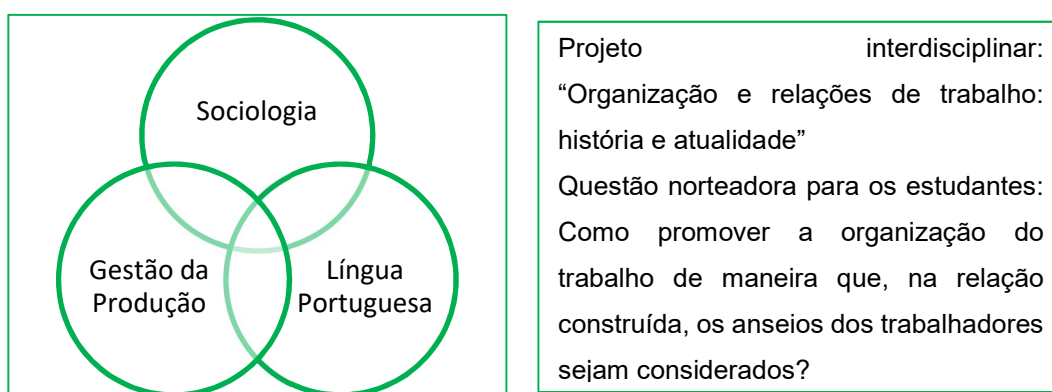 Sociologia
Gestão da
Produção
Língua
Portuguesa
Projeto interdisciplinar:
“Organização e relações de trabalho:
história e atualidade”
Questão norteadora para os estudantes:
Como promover a organização do
trabalho de maneira que, na relação
construída, os anseios dos trabalhadores
sejam considerados?